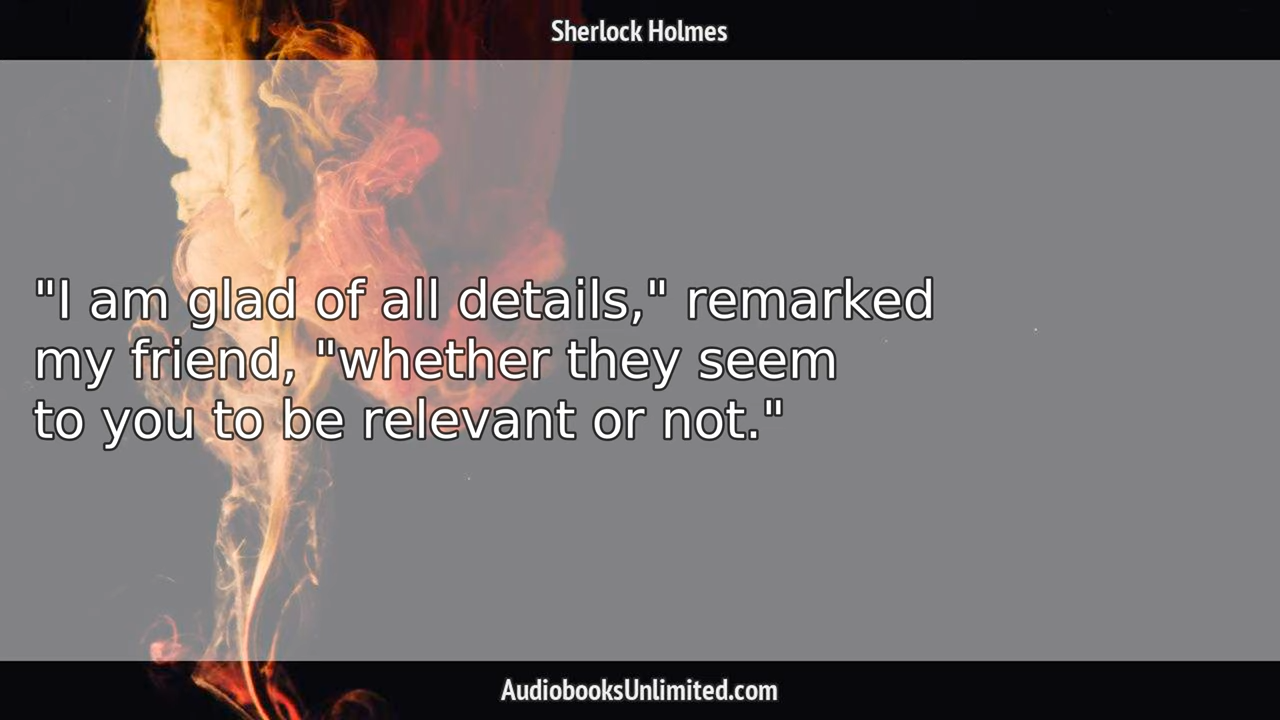 Sherlock Holmes
"I am glad of all details," remarked
my friend, "whether they seem
to you to be relevant or not."
AudiobooksUnlimited.com